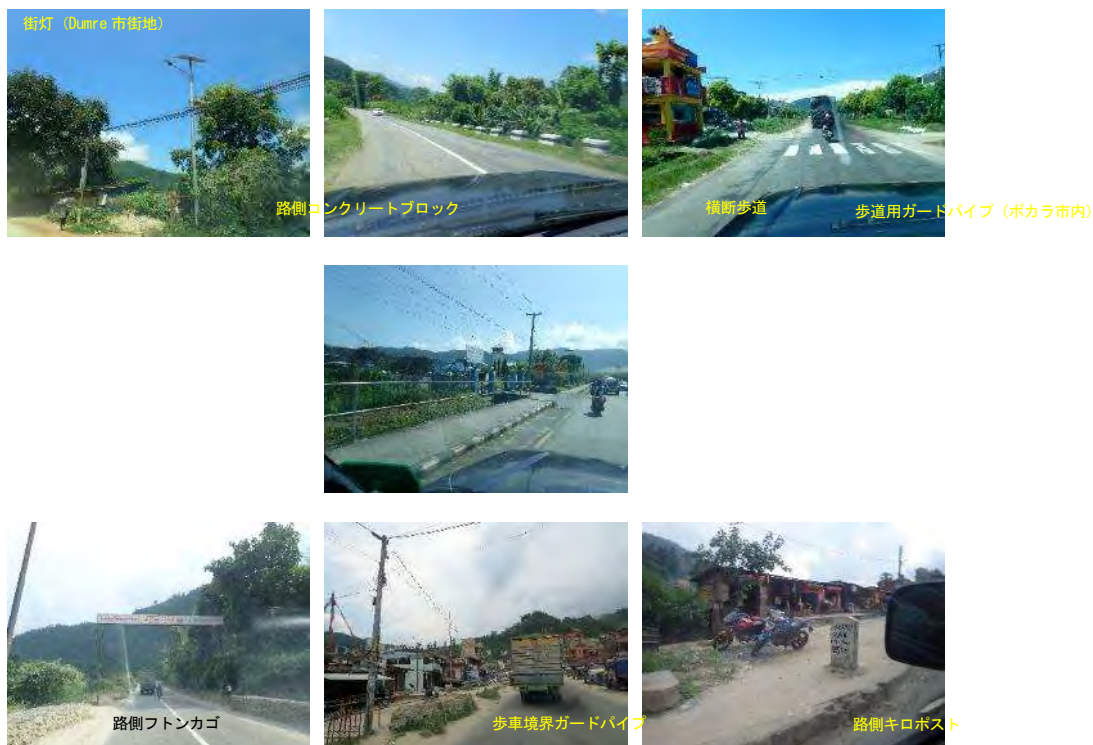 街灯（Dumre 市街地）
路側コンクリートブロック
横断歩道
歩道用ガードパイプ（ポカラ市内）
路側フトンカゴ
歩車境界ガードパイプ
路側キロポスト